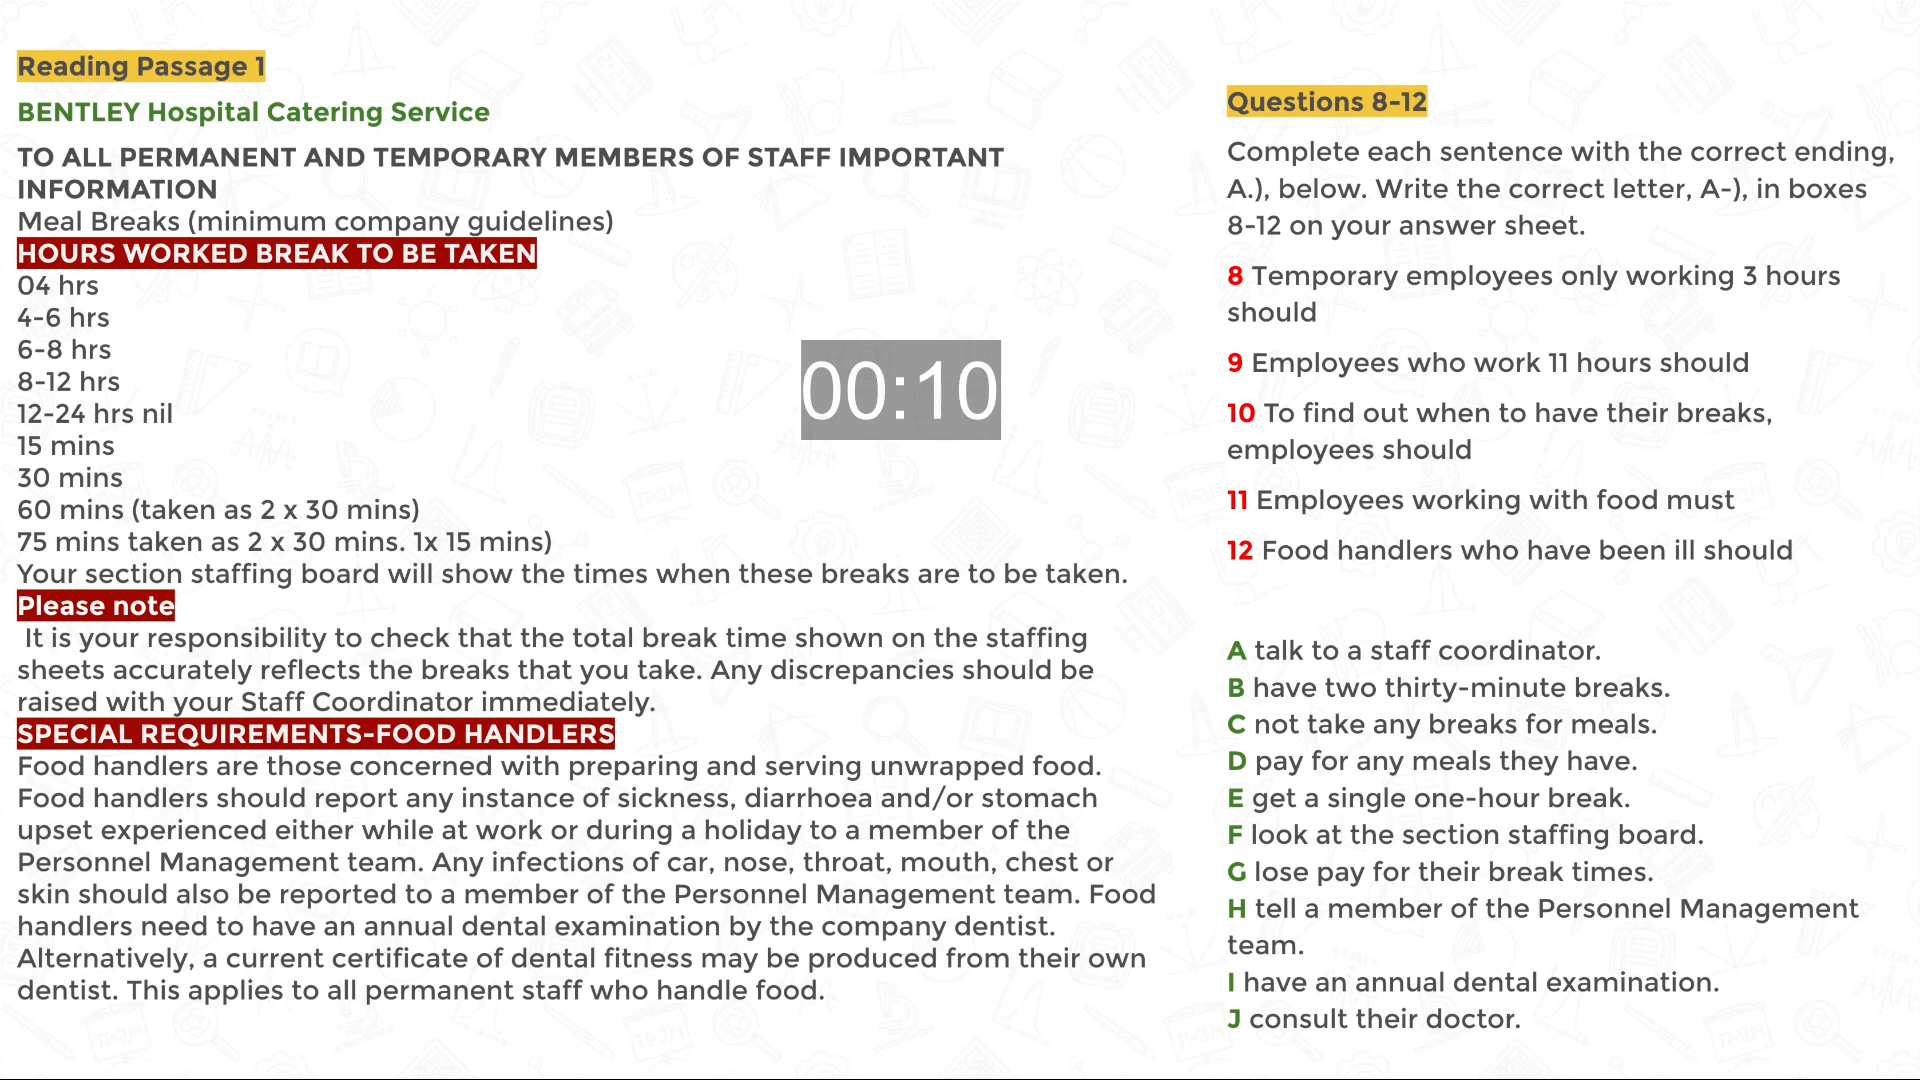 Reading Passage 1
BENTLEY Hospital Catering Service
TO ALL PERMANENT AND TEMPORARY MEMBERS OF STAFF IMPORTANT
INFORMATION
Meal Breaks (minimum company guidelines)
HOURS WORKED BREAK TO BE TAKEN
04 hrs
4-6 hrs
6-8 hrs
8-12 hrs
12-24 hrs nil
15 mins
30 mins
60 mins (taken as 2 x 30 mins)
75 mins taken as 2 x 30 mins. 1x 15 mins)
Your section staffing board will show the times when these breaks are to be taken.
Please note
It is your responsibility to check that the total break time shown on the staffing
sheets accurately reflects the breaks that you take. Any discrepancies should be
raised with your Staff Coordinator immediately.
SPECIAL REQUIREMENTS-FOOD HANDLERS
Food handlers are those concerned with preparing and serving unwrapped food.
Food handlers should report any instance of sickness, diarrhoea and/or stomach
upset experienced either while at work or during a holiday to a member of the
Personnel Management team. Any infections of car, nose, throat, mouth, chest or
skin should also be reported to a member of the Personnel Management team. Food
handlers need to have an annual dental examination by the company dentist.
Alternatively, a current certificate of dental fitness may be produced from their own
dentist. This applies to all permanent staff who handle food.
00:10
Questions 8-12
Complete each sentence with the correct ending,
A.), below. Write the correct letter, A-), in boxes
8-12 on your answer sheet.
8 Temporary employees only working 3 hours
should
9 Employees who work 11 hours should
10 To find out when to have their breaks,
employees should
11 Employees working with food must
12 Food handlers who have been ill should
A talk to a staff coordinator.
B have two thirty-minute breaks.
C not take any breaks for meals.
D pay for any meals they have.
E get a single one-hour break.
F look at the section staffing board.
G lose pay for their break times.
H tell a member of the Personnel Management
team.
I have an annual dental examination.
J consult their doctor.